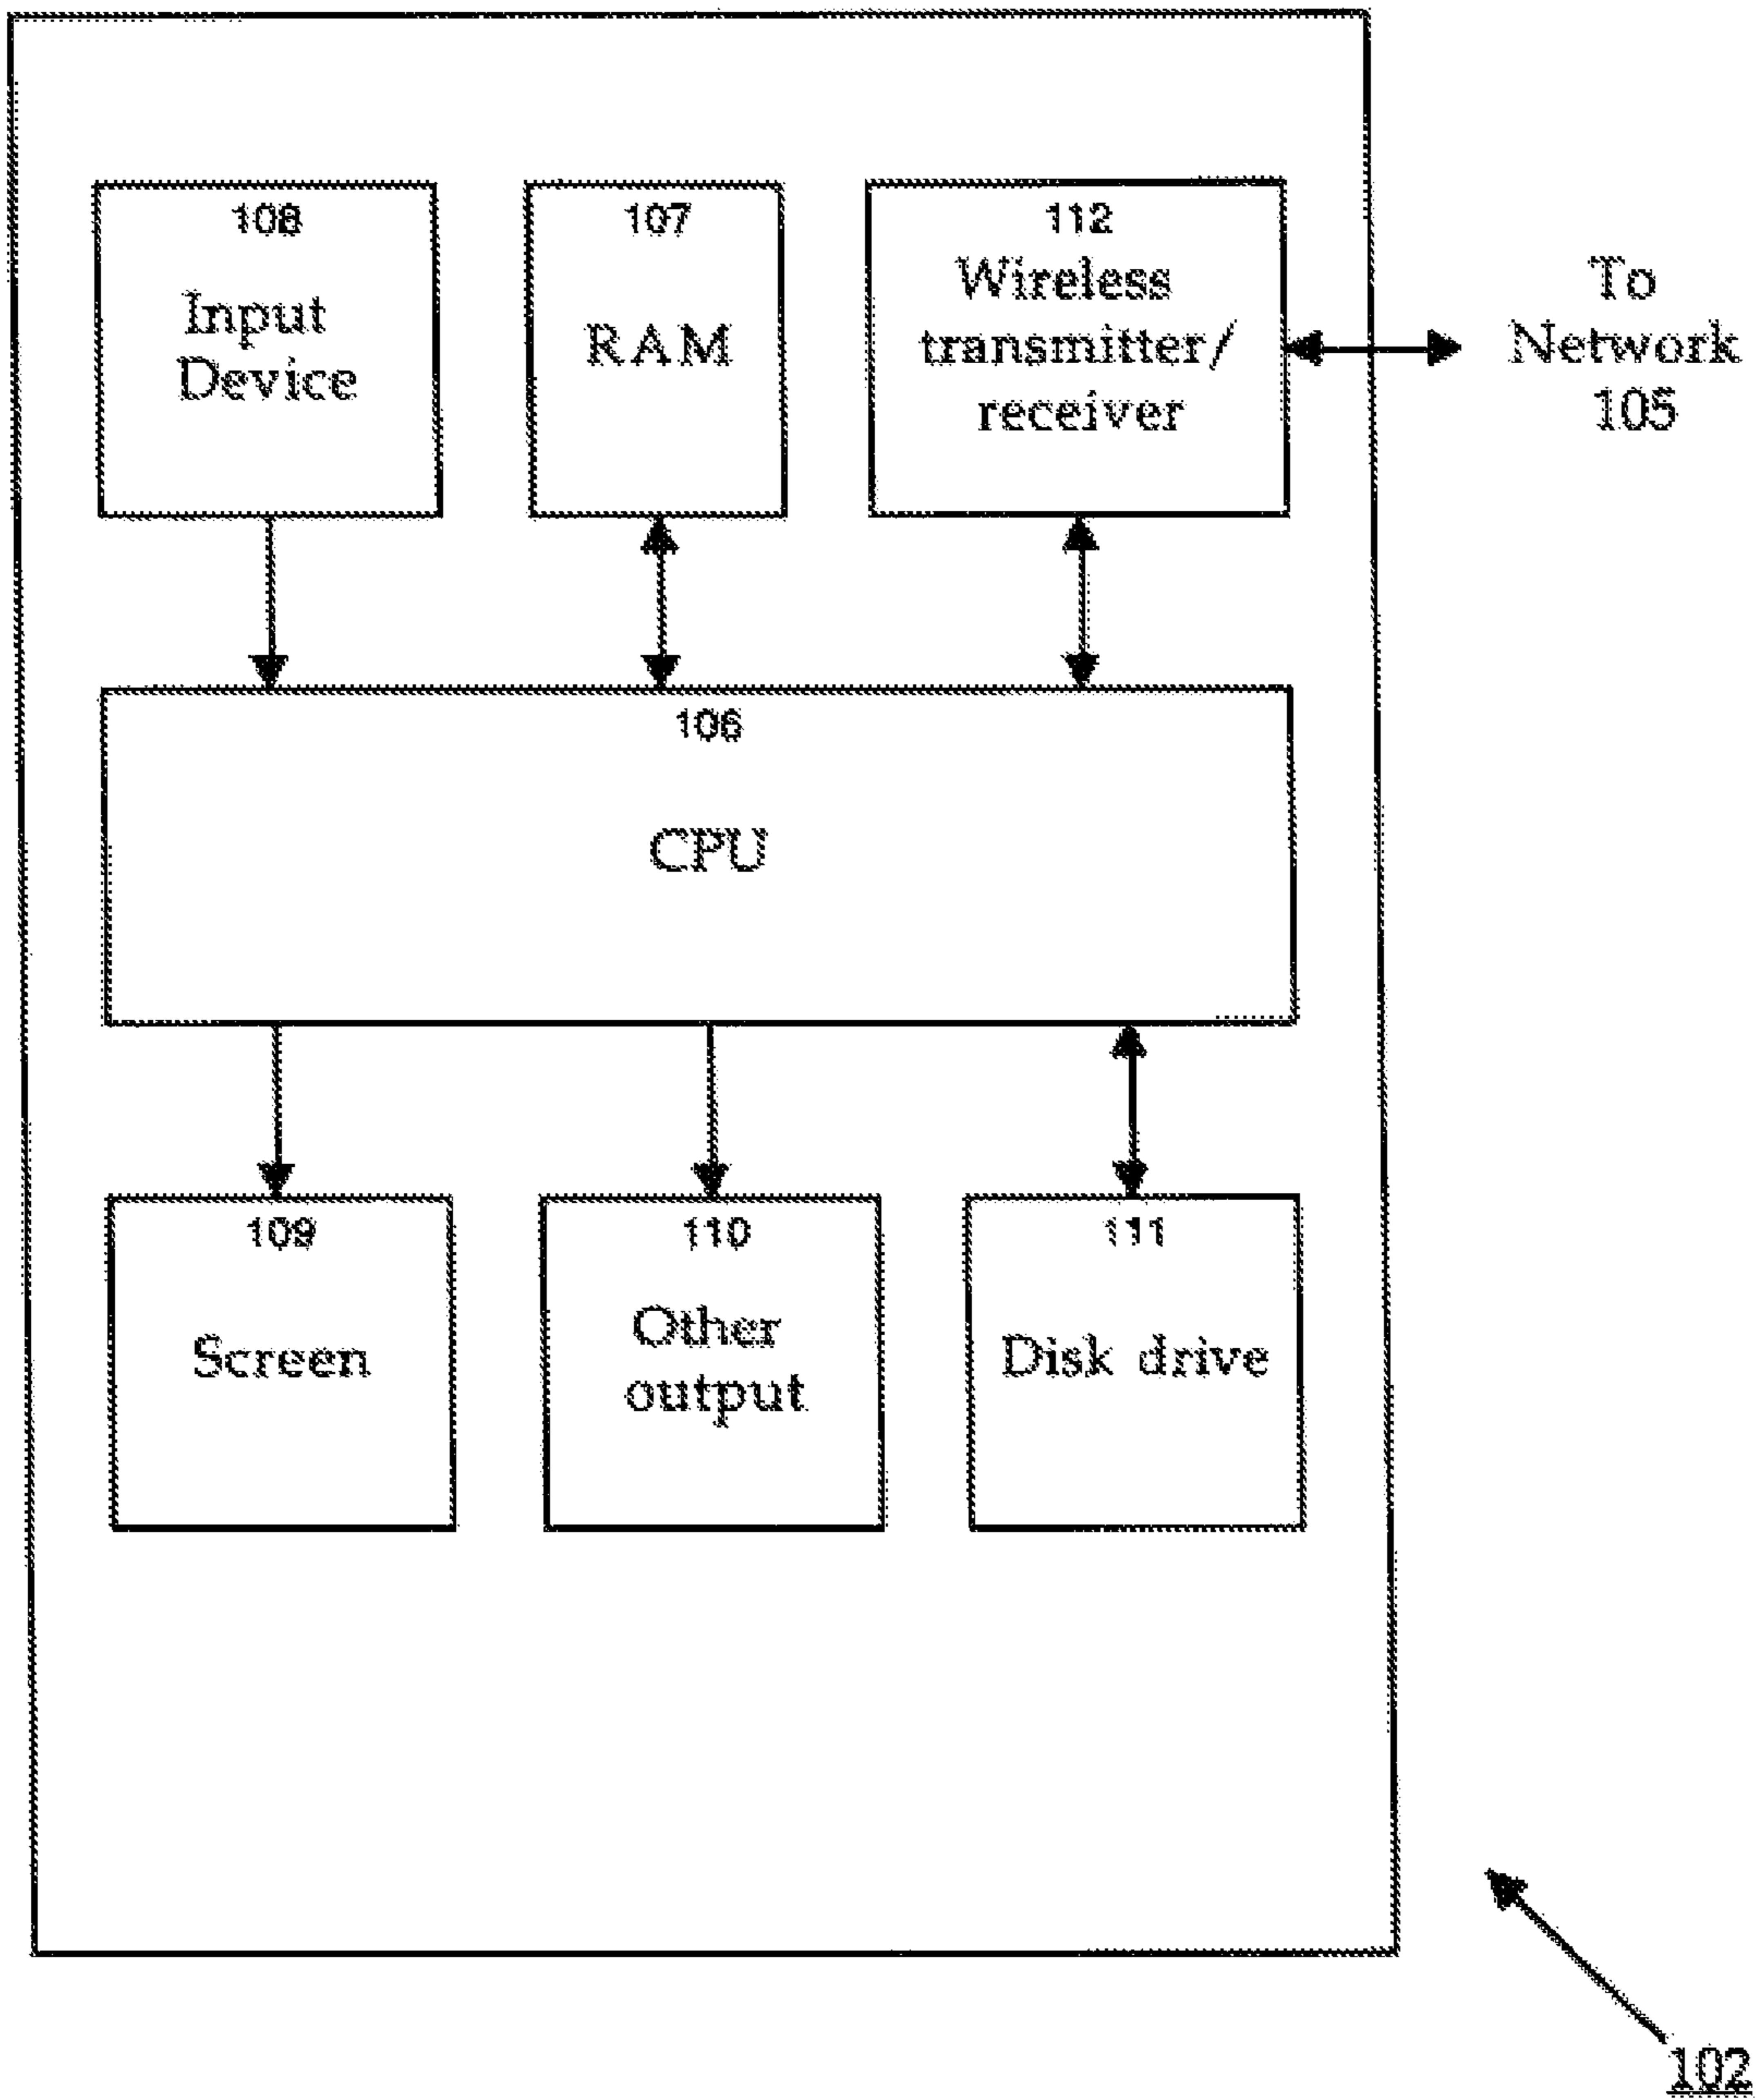 108
Input
Device
107
RAM
112
Wireless
transmitter/
receiver
To
Network
105
106
CPU
109
Screen
110
Other
output
111
Disk drive
102